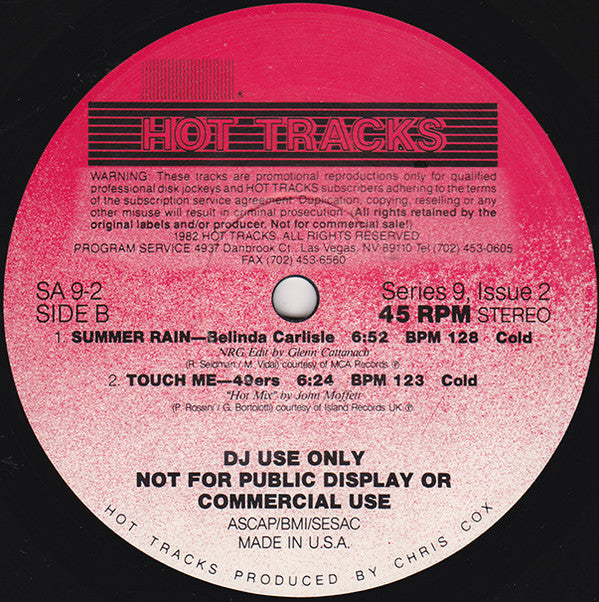 HOT TRACKS
WARNING: These tracks are promotional reproductions only for qualified
professional disk jockeys and HOT TRACKS subscribers adhering to the terms
of the subscription service agreement. Duplication, copying, reselling or any
other misuse will result in criminal prosecution. (All rights retained by the
original labels and/or producer. Not for commercial sale!)
1982 HOT TRACKS. ALL RIGHTS RESERVED
PROGRAM SERVICE 4937 Danbrook Ct., Las Vegas, NV 89110 Tel (702) 453-0605
FAX (702) 453-6560
SA 9-2 Series 9, Issue 2
SIDE B 45 RPM STEREO
1. SUMMER RAIN—Belinda Carlisle 6:52 BPM 128 Cold
NRG Edit by Glenn Cattanach
(R. Seidman / M. Vidal) courtesy of MCA Records ℗
2. TOUCH ME—49ers 6:24 BPM 123 Cold
"Hot Mix" by John Moffett
(P. Rossini / G. Bortolotti) courtesy of Island Records UK ℗
DJ USE ONLY
NOT FOR PUBLIC DISPLAY OR
COMMERCIAL USE
ASCAP/BMI/SESAC
MADE IN U.S.A.
HOT TRACKS PRODUCED BY CHRIS COX